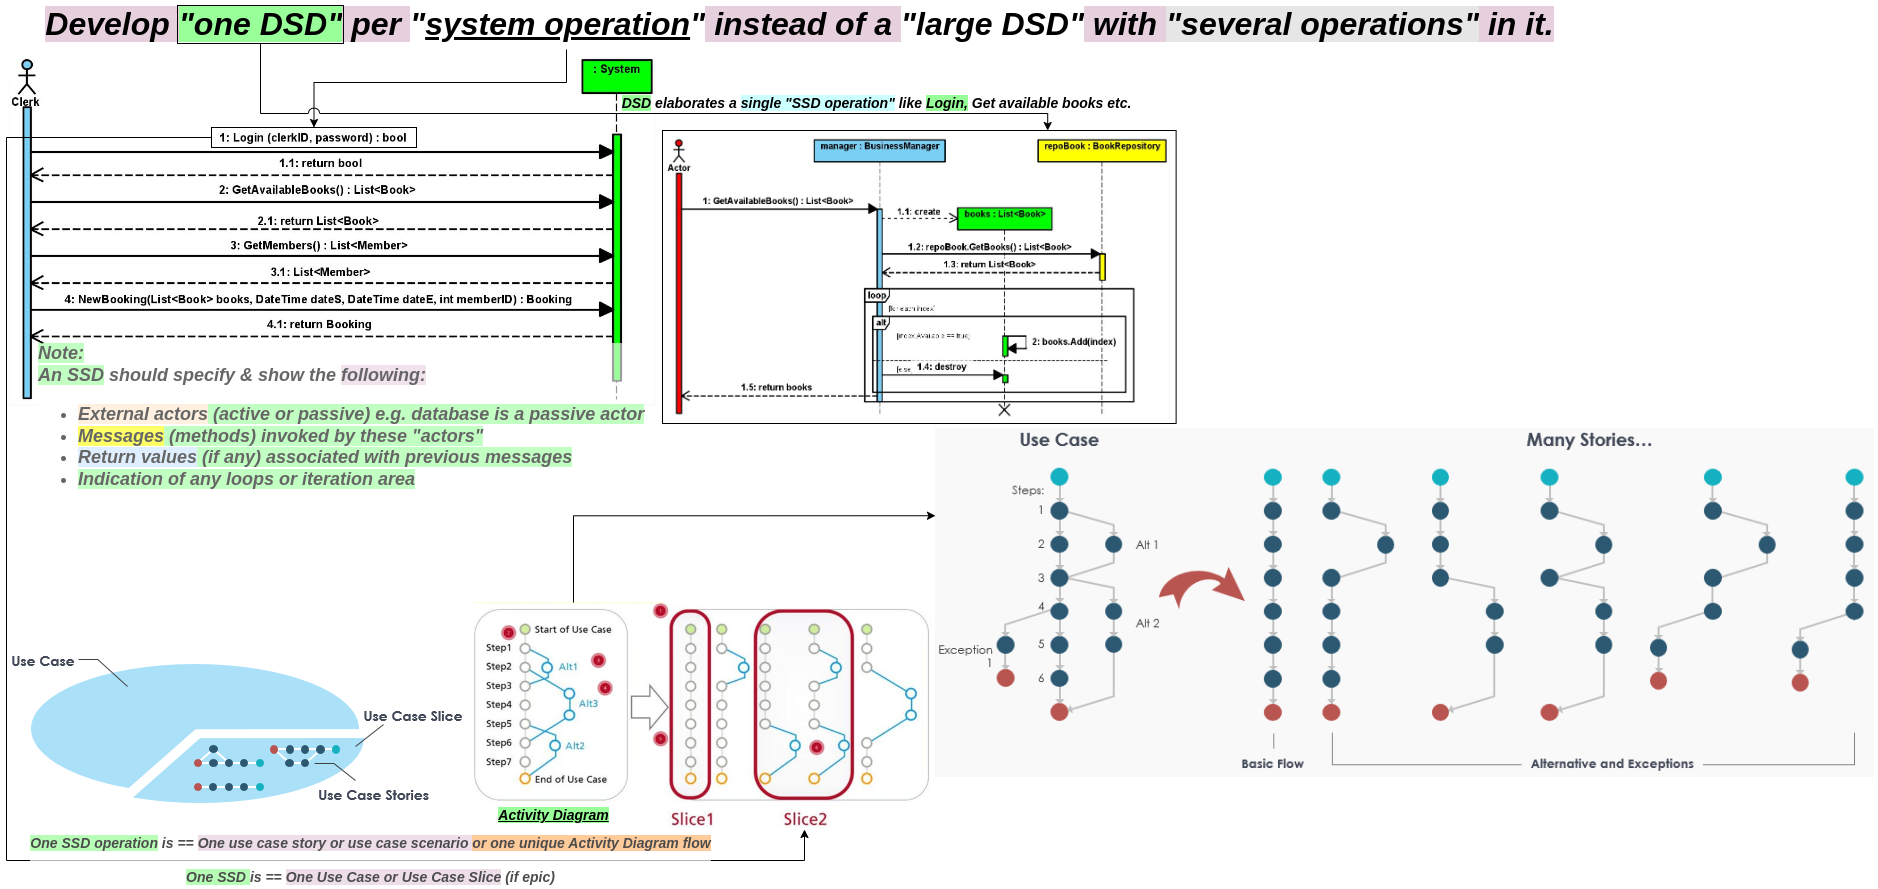 Develop "one DSD" per "system operation" instead of a "large DSD" with "several operations" in it.
Clerk
: System
DSD elaborates a single "SSD operation" like Login, Get available books etc.
1: Login (clerkID, password) : bool
1.1: return bool
2: GetAvailableBooks() : List<Book>
2.1: return List<Book>
3: GetMembers() : List<Member>
3.1: List<Member>
4: NewBooking(List<Book> books, DateTime dateS, DateTime dateE, int memberID) : Booking
4.1: return Booking
Actor
manager : BusinessManager
repoBook : BookRepository
1: GetAvailableBooks() : List<Book>
1.1: create
books : List<Book>
1.2: repoBook.GetBooks() : List<Book>
1.3: return List<Book>
loop
[for each index]
alt
[index.Available == true]
2: books.Add(index)
[else]
1.4: destroy
1.5: return books
Note:
An SSD should specify & show the following:
• External actors (active or passive) e.g. database is a passive actor
• Messages (methods) invoked by these "actors"
• Return values (if any) associated with previous messages
• Indication of any loops or iteration area
Use Case
Many Stories...
Steps:
1
2
Alt 1
3
4
Alt 2
Exception
1
5
6
Basic Flow
Alternative and Exceptions
Use Case
Use Case Slice
Use Case Stories
Start of Use Case
Step1
Step2
Alt1
Step3
Step4
Alt3
Step5
Step6
Alt2
Step7
End of Use Case
Activity Diagram
Slice1
Slice2
One SSD operation is == One use case story or use case scenario or one unique Activity Diagram flow
One SSD is == One Use Case or Use Case Slice (if epic)